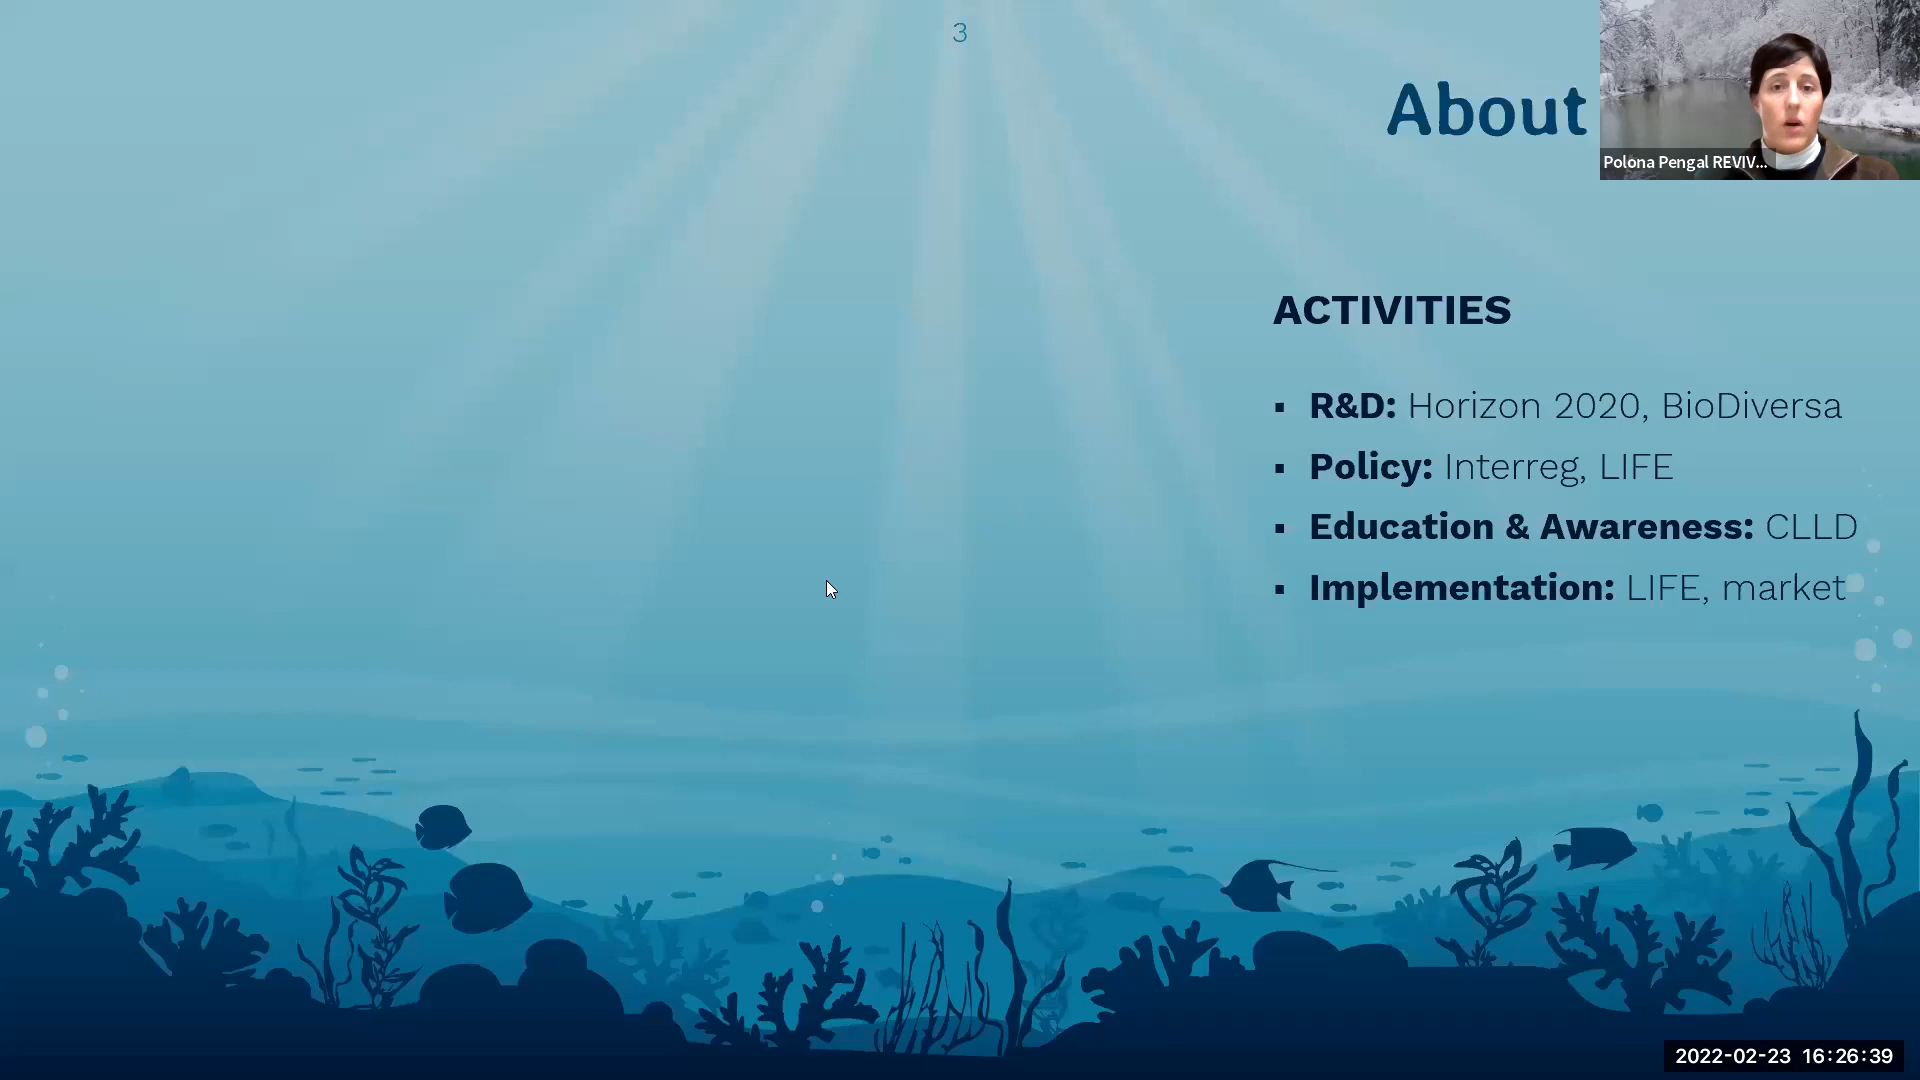 3
About
Polona Pengal REVIV...
ACTIVITIES
▪ R&D: Horizon 2020, BioDiversa
▪ Policy: Interreg, LIFE
▪ Education & Awareness: CLLD
▪ Implementation: LIFE, market
2022-02-23 16:26:39